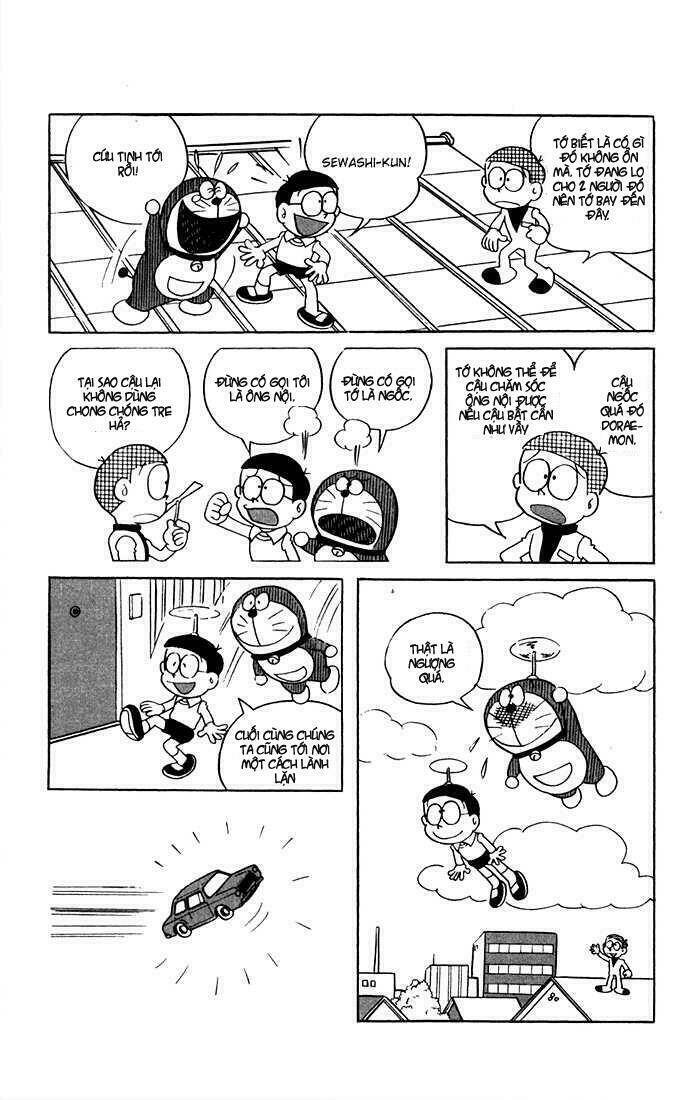 TỚ BIẾT LÀ CÓ GÌ
ĐÓ KHÔNG ỔN
MÀ. TỚ ĐANG LO
CHO 2 NGƯỜI ĐÓ
NÊN TỚ BAY ĐẾN
ĐÂY.
SEWASHI-KUN!
CỨU TINH TỚI
RỒI!
CẬU
NGỐC
QUÁ ĐÓ
DORAE-
MON.
TỚ KHÔNG THỂ ĐỂ
CẬU CHĂM SÓC
ÔNG NỘI ĐƯỢC
NẾU CẬU BẤT CẨN
NHƯ VẦY
ĐỪNG CÓ GỌI
TỚ LÀ NGỐC.
ĐỪNG CÓ GỌI TÔI
LÀ ÔNG NỘI.
TẠI SAO CẬU LẠI
KHÔNG DÙNG
CHONG CHÓNG TRE
HẢ?
THẬT LÀ
NGƯỢNG
QUÁ.
CUỐI CÙNG CHÚNG
TA CŨNG TỚI NƠI
MỘT CÁCH LÀNH
LẶN